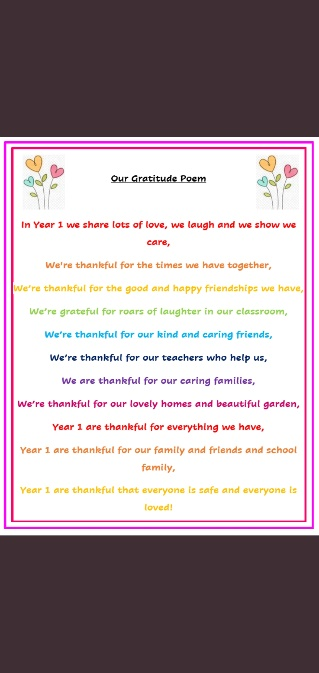 Our Gratitude Poem
In Year 1 we share lots of love, we laugh and we show we
care,
We're thankful for the times we have together,
We're thankful for the good and happy friendships we have,
We're grateful for roars of laughter in our classroom,
We're thankful for our kind and caring friends,
We're thankful for our teachers who help us,
We are thankful for our caring families,
We're thankful for our lovely homes and beautiful garden,
Year 1 are thankful for everything we have,
Year 1 are thankful for our family and friends and school
family,
Year 1 are thankful that everyone is safe and everyone is
loved!